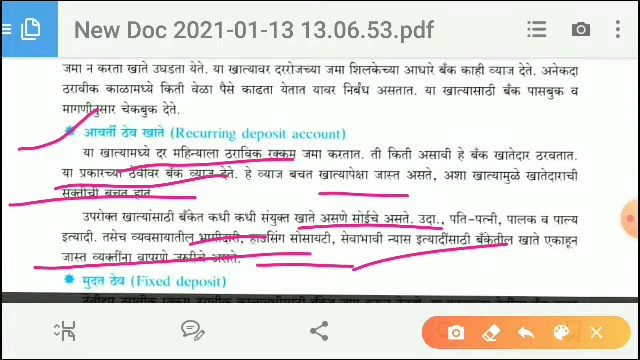 New Doc 2021-01-13 13.06.53.pdf
जमा न करता खाते उघडता येते. या खात्यावर दररोजच्या जमा शिलकेच्या आधारे बँक काही व्याज देते. अनेकदा
ठराविक काळामध्ये किती वेळा पैसे काढता येतात यावर निर्बंध असतात. या खात्यासाठी बँक पासबुक व
मागणीनुसार चेकबुक देते.
* आवर्ती ठेव खाते (Recurring deposit account)
या खात्यामध्ये दर महिन्याला ठराविक रक्कम जमा करतात. ती किती असावी हे बँक खातेदार ठरवतात.
या प्रकारच्या ठेवींवर बँक व्याज देते. हे व्याज बचत खात्यापेक्षा जास्त असते, अशा खात्यामुळे खातेदाराची
सक्तीची बचत होते.
उपरोक्त खात्यांसाठी बँकेत कधी कधी संयुक्त खाते असणे सोईचे असते. उदा., पति-पत्नी, पालक व पाल्य
इत्यादी. तसेच व्यवसायातील भागीदारी, हाउसिंग सोसायटी, सेवाभावी न्यास इत्यादींसाठी बँकेतील खाते एकाहून
जास्त व्यक्तींना वापरणे जरुरीचे असते.
* मुदत ठेव (Fixed deposit)